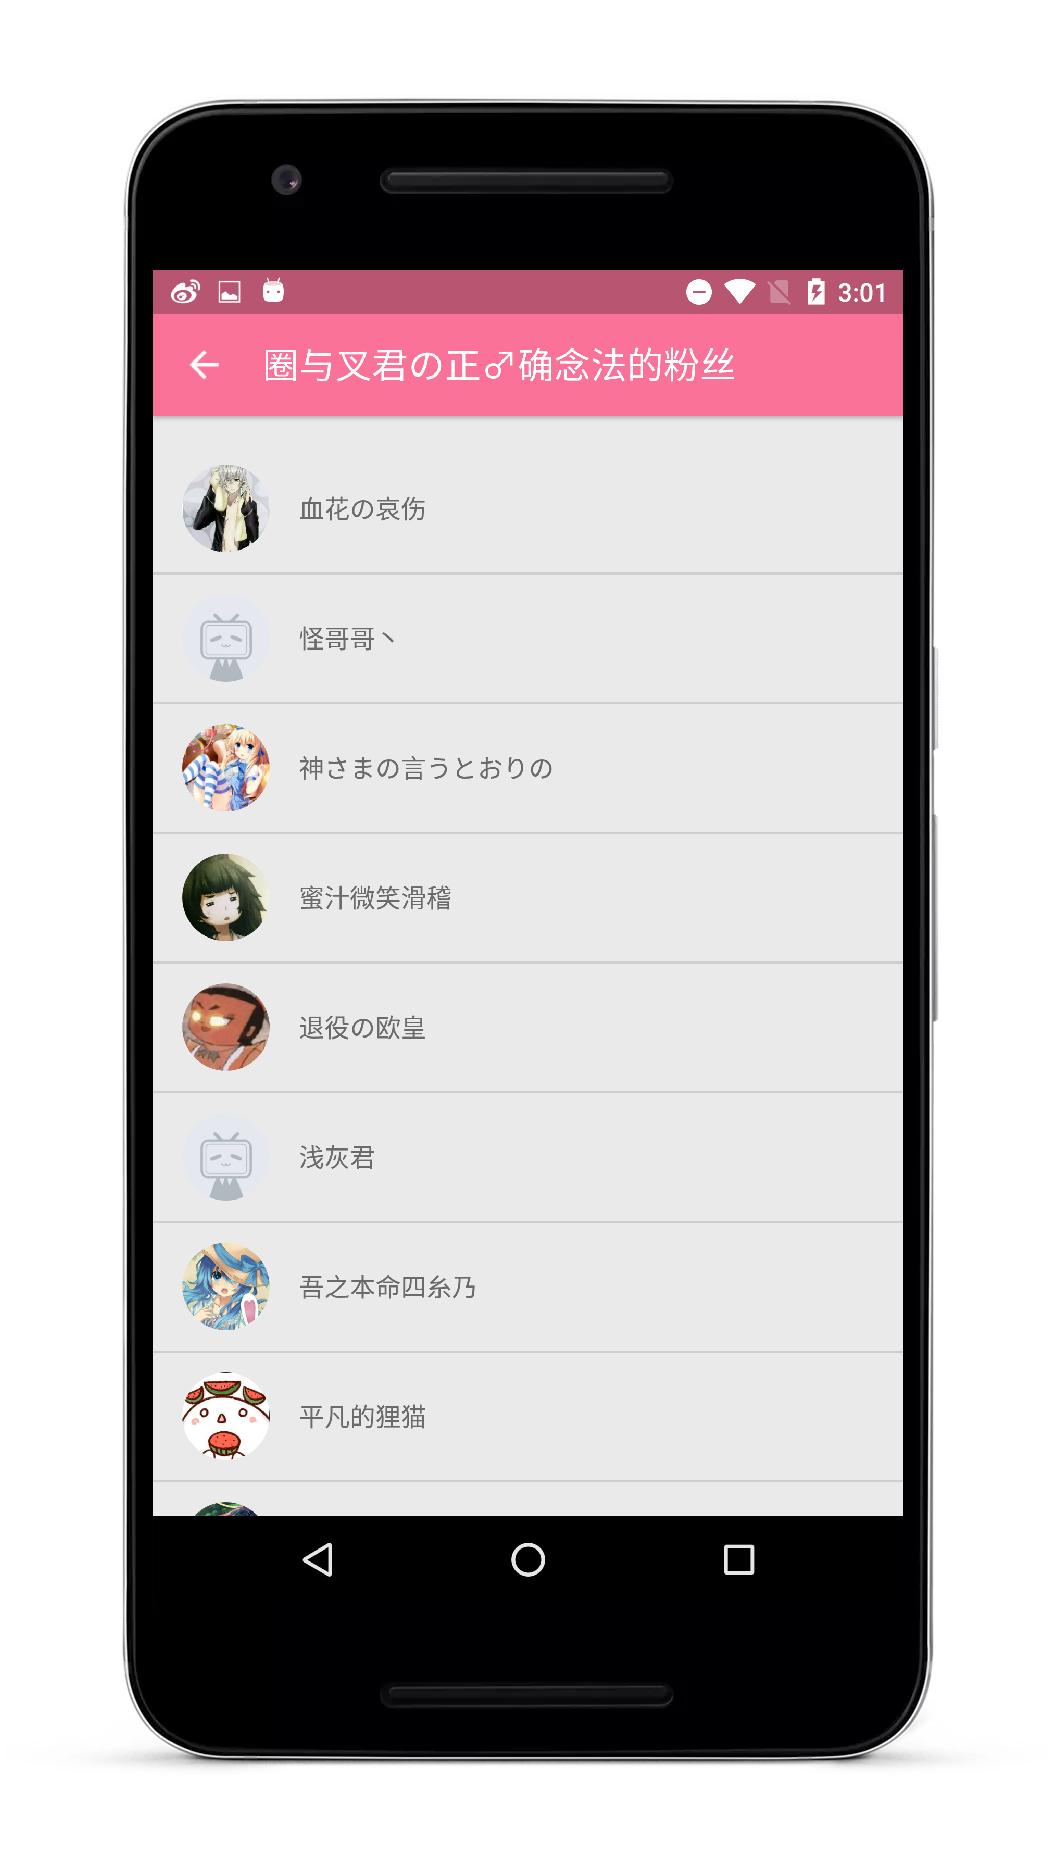 3:01
圈与叉君の正♂确念法的粉丝
血花の哀伤
怪哥哥丶
神さまの言うとおりの
蜜汁微笑滑稽
退役の欧皇
浅灰君
吾之本命四糸乃
平凡的狸猫